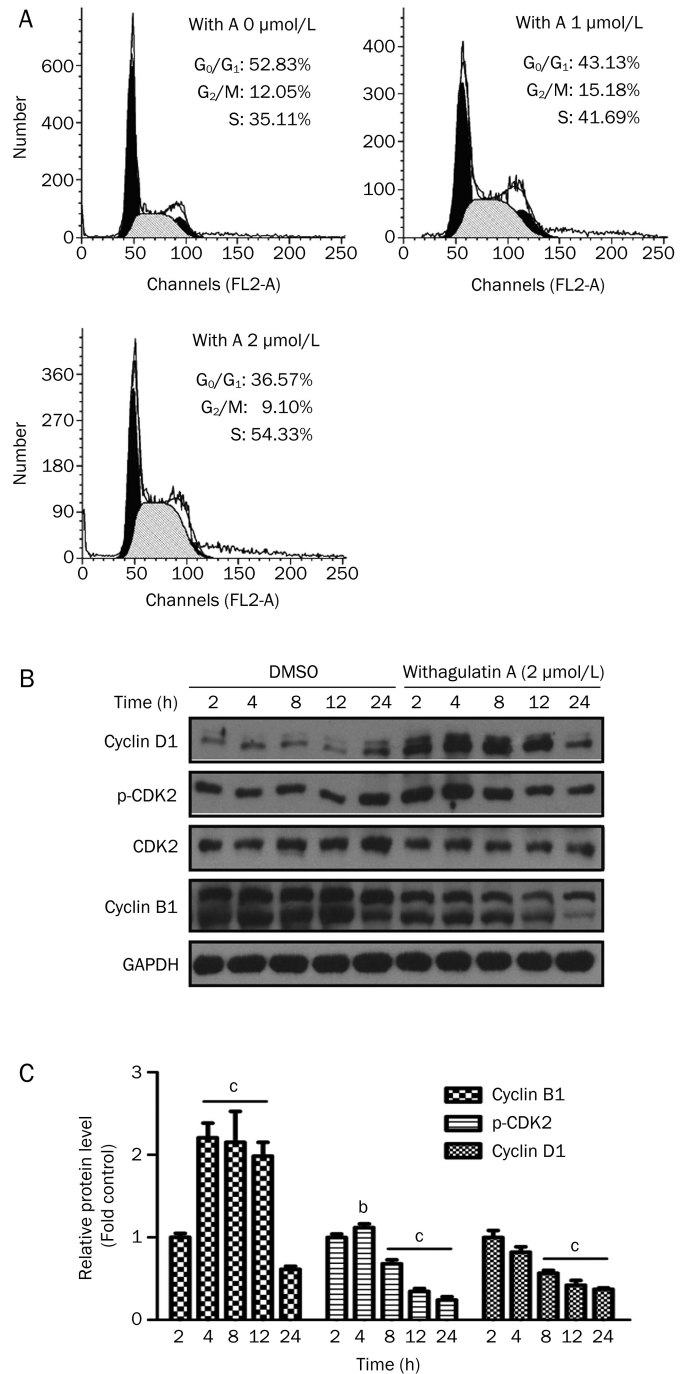 A
With A 0 μmol/L
G₀/G₁: 52.83%
G₂/M: 12.05%
S: 35.11%
Number
600
400
200
0
0 50 100 150 200 250
Channels (FL2-A)
With A 1 μmol/L
G₀/G₁: 43.13%
G₂/M: 15.18%
S: 41.69%
400
300
200
100
0
0 50 100 150 200 250
Channels (FL2-A)
With A 2 μmol/L
G₀/G₁: 36.57%
G₂/M: 9.10%
S: 54.33%
Number
360
270
180
90
0
0 50 100 150 200 250
Channels (FL2-A)
B
DMSO Withagulatin A (2 μmol/L)
Time (h) 2 4 8 12 24 2 4 8 12 24
Cyclin D1
p-CDK2
CDK2
Cyclin B1
GAPDH
C
Relative protein level
(Fold control)
3
2
1
0
c
b
c
c
Cyclin B1
p-CDK2
Cyclin D1
2 4 8 12 24 2 4 8 12 24 2 4 8 12 24
Time (h)